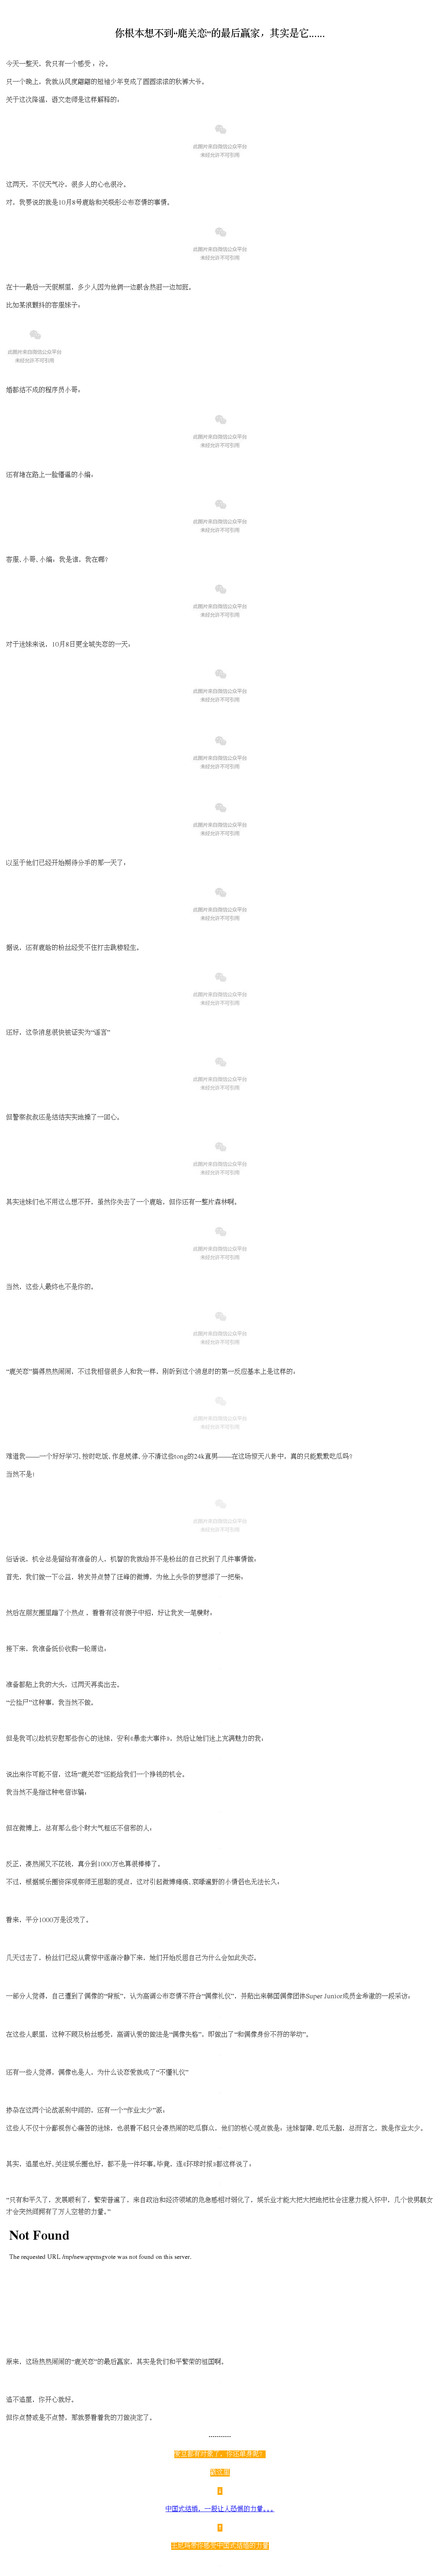 你根本想不到“鹿关恋”的最后赢家，其实是它......
今天一整天，我只有一个感受，冷。
只一个晚上，我就从风度翩翩的短袖少年变成了圆圆滚滚的秋裤大爷。
关于这次降温，语文老师是这样解释的：
此图片来自微信公众平台
未经允许不可引用
这两天，不仅天气冷，很多人的心也很冷。
对，我要说的就是10月8号鹿晗和关晓彤公布恋情的事情。
此图片来自微信公众平台
未经允许不可引用
在十一最后一天假期里，多少人因为他俩一边眼含热泪一边加班。
比如某浪颤抖的客服妹子：
此图片来自微信公众平台
未经允许不可引用
婚都结不成的程序员小哥：
此图片来自微信公众平台
未经允许不可引用
还有堵在路上一脸懵逼的小编：
此图片来自微信公众平台
未经允许不可引用
客服、小哥、小编：我是谁，我在哪？
此图片来自微信公众平台
未经允许不可引用
对于迷妹来说，10月8日更全城失恋的一天：
此图片来自微信公众平台
未经允许不可引用
此图片来自微信公众平台
未经允许不可引用
此图片来自微信公众平台
未经允许不可引用
以至于他们已经开始期待分手的那一天了：
此图片来自微信公众平台
未经允许不可引用
据说，还有鹿晗的粉丝经受不住打击跳楼轻生。
此图片来自微信公众平台
未经允许不可引用
还好，这条消息很快被证实为“谣言”
此图片来自微信公众平台
未经允许不可引用
但警察叔叔还是结结实实地操了一回心。
此图片来自微信公众平台
未经允许不可引用
其实迷妹们也不用这么想不开，虽然你失去了一个鹿晗，但你还有一整片森林啊。
此图片来自微信公众平台
未经允许不可引用
当然，这些人最终也不是你的。
此图片来自微信公众平台
未经允许不可引用
“鹿关恋”搞得热热闹闹，不过我相信很多人和我一样，刚听到这个消息时的第一反应基本上是这样的：
此图片来自微信公众平台
未经允许不可引用
难道我——一个好好学习、按时吃饭、作息规律、分不清这些tong的24k直男——在这场惊天八卦中，真的只能默默吃瓜吗？
当然不是！
此图片来自微信公众平台
未经允许不可引用
俗话说，机会总是留给有准备的人，机智的我就给并不是粉丝的自己找到了几件事情做：
首先，我们做一下公益，转发并点赞了汪峰的微博，为他上头条的梦想添了一把柴：
然后在朋友圈里蹭了个热点，看看有没有傻子中招，好让我发一笔横财：
接下来，我准备低价收购一轮周边：
准备都贴上我的大头，过两天再卖出去。
“云捡尸”这种事，我当然不做。
但是我可以趁机安慰那些伤心的迷妹，安利《暴走大事件》，然后让她们迷上充满魅力的我：
说出来你可能不信，这场“鹿关恋”还能给我们一个挣钱的机会。
我当然不是指这种电信诈骗：
但在微博上，总有那么些个财大气粗还不信邪的人：
反正，凑热闹又不花钱，真分到1000万也算很棒棒了。
不过，根据娱乐圈资深观察师王思聪的观点，这对引起微博瘫痪、哀嚎遍野的小情侣也无法长久：
看来，平分1000万是没戏了。
几天过去了，粉丝们已经从震惊中逐渐冷静下来，她们开始反思自己为什么会如此失态。
一部分人觉得，自己遭到了偶像的“背叛”，认为高调公布恋情不符合“偶像礼仪”，并贴出来韩国偶像团体Super Junior成员金希澈的一段采访：
在这些人眼里，这种不顾及粉丝感受，高调认爱的做法是“偶像失格”，即做出了“和偶像身份不符的举动”。
还有一些人觉得，偶像也是人，为什么谈恋爱就成了“不懂礼仪”
掺杂在这两个论战派别中间的，还有一个“作业太少”派：
这些人不仅十分鄙视伤心痛苦的迷妹，也很看不起只会凑热闹的吃瓜群众，他们的核心观点就是：迷妹智障、吃瓜无脑，总而言之，就是作业太少。
其实，追星也好、关注娱乐圈也好，都不是一件坏事。毕竟，连《环球时报》都这样说了：
“只有和平久了，发展顺利了，繁荣普遍了，来自政治和经济领域的危急感相对弱化了，娱乐业才能大把大把地把社会注意力揽入怀中，几个俊男靓女才会突然间拥有了万人空巷的力量。”
Not Found
The requested URL /mp/newappmsgvote was not found on this server.
原来，这场热热闹闹的“鹿关恋”的最后赢家，其实是我们和平繁荣的祖国啊。
追不追星，你开心就好。
但你点赞或是不点赞，那就要看着我的刀做决定了。
-----------
中国式结婚，一股让人恐惧的力量。。。